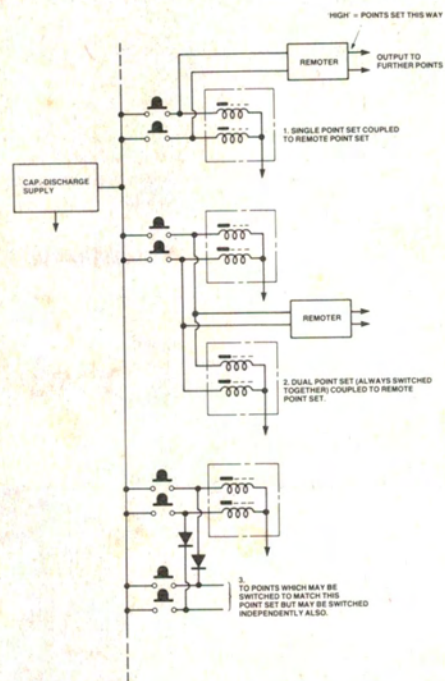 'HIGH' = POINTS SET THIS WAY
REMOTER
OUTPUT TO
FURTHER POINTS
1. SINGLE POINT SET COUPLED
TO REMOTE POINT SET
CAP.-DISCHARGE
SUPPLY
REMOTER
2. DUAL POINT SET (ALWAYS SWITCHED
TOGETHER) COUPLED TO REMOTE
POINT SET.
3.
TO POINTS WHICH MAY BE
SWITCHED TO MATCH THIS
POINT SET BUT MAY BE SWITCHED
INDEPENDENTLY ALSO.